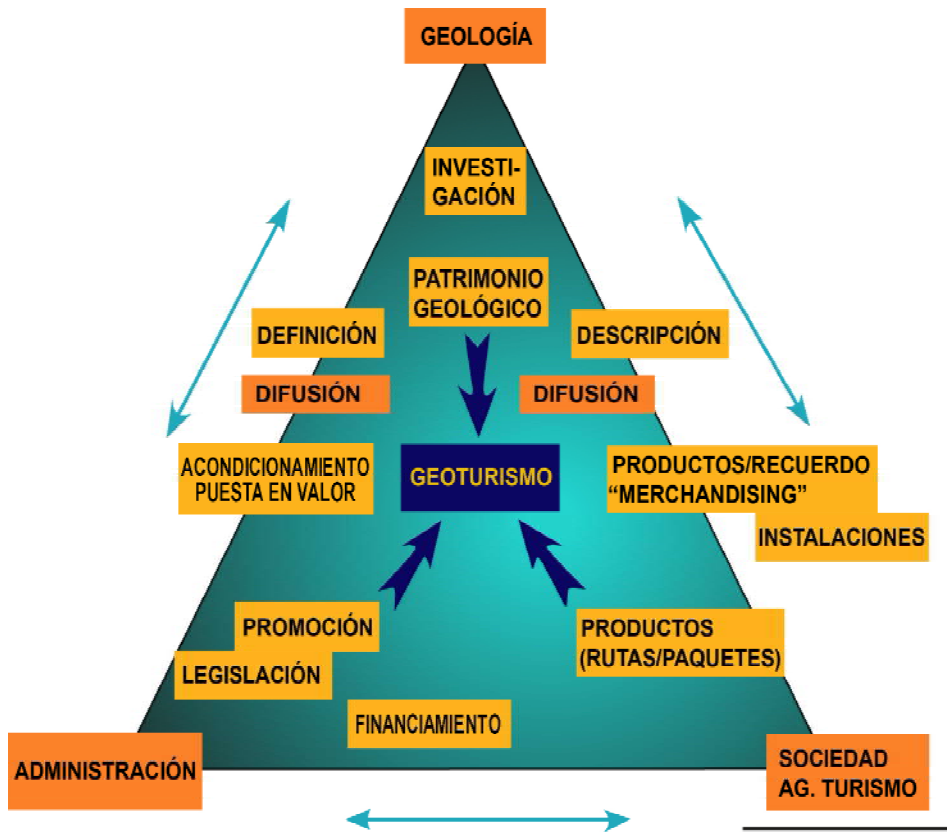 GEOLOGÍA
INVESTI-
GACIÓN
PATRIMONIO
GEOLÓGICO
DEFINICIÓN
DESCRIPCIÓN
DIFUSIÓN
DIFUSIÓN
ACONDICIONAMIENTO
PUESTA EN VALOR
GEOTURISMO
PRODUCTOS/RECUERDO
“MERCHANDISING”
INSTALACIONES
PROMOCIÓN
LEGISLACIÓN
PRODUCTOS
(RUTAS/PAQUETES)
FINANCIAMIENTO
ADMINISTRACIÓN
SOCIEDAD
AG. TURISMO